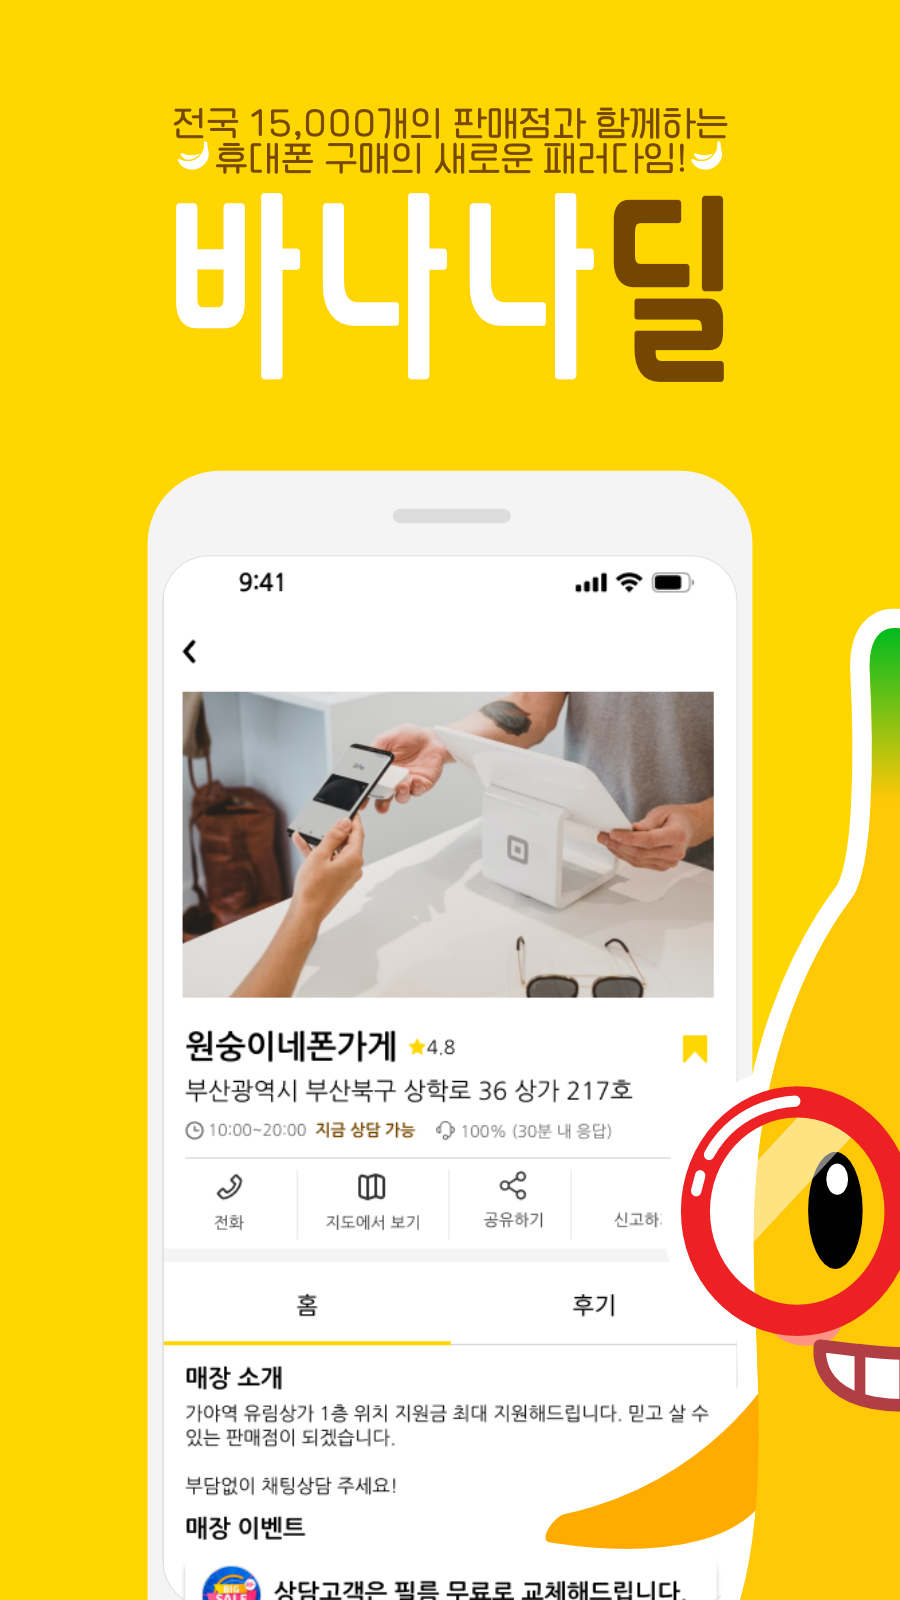 전국 15,000개의 판매점과 함께하는
휴대폰 구매의 새로운 패러다임!
바나나딜
9:41
원숭이네폰가게 4.8
부산광역시 부산북구 상학로 36 상가 217호
10:00~20:00 지금 상담 가능 100% (30분 내 응답)
전화 지도에서 보기 공유하기 신고하
홈 후기
매장 소개
가야역 유림상가 1층 위치 지원금 최대 지원해드립니다. 믿고 살 수
있는 판매점이 되겠습니다.
부담없이 채팅상담 주세요!
매장 이벤트
BIG
SALE
상담고객은 필름 무료로 교체해드립니다.